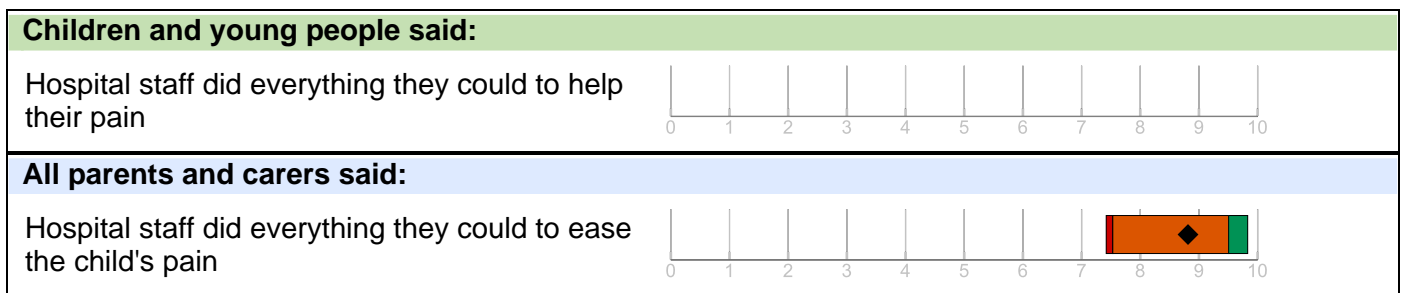 Children and young people said:
Hospital staff did everything they could to help
their pain
0 1 2 3 4 5 6 7 8 9 10
All parents and carers said:
Hospital staff did everything they could to ease
the child's pain
0 1 2 3 4 5 6 7 8 9 10